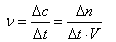 ν = Δc / Δt = Δn / (Δt · V)